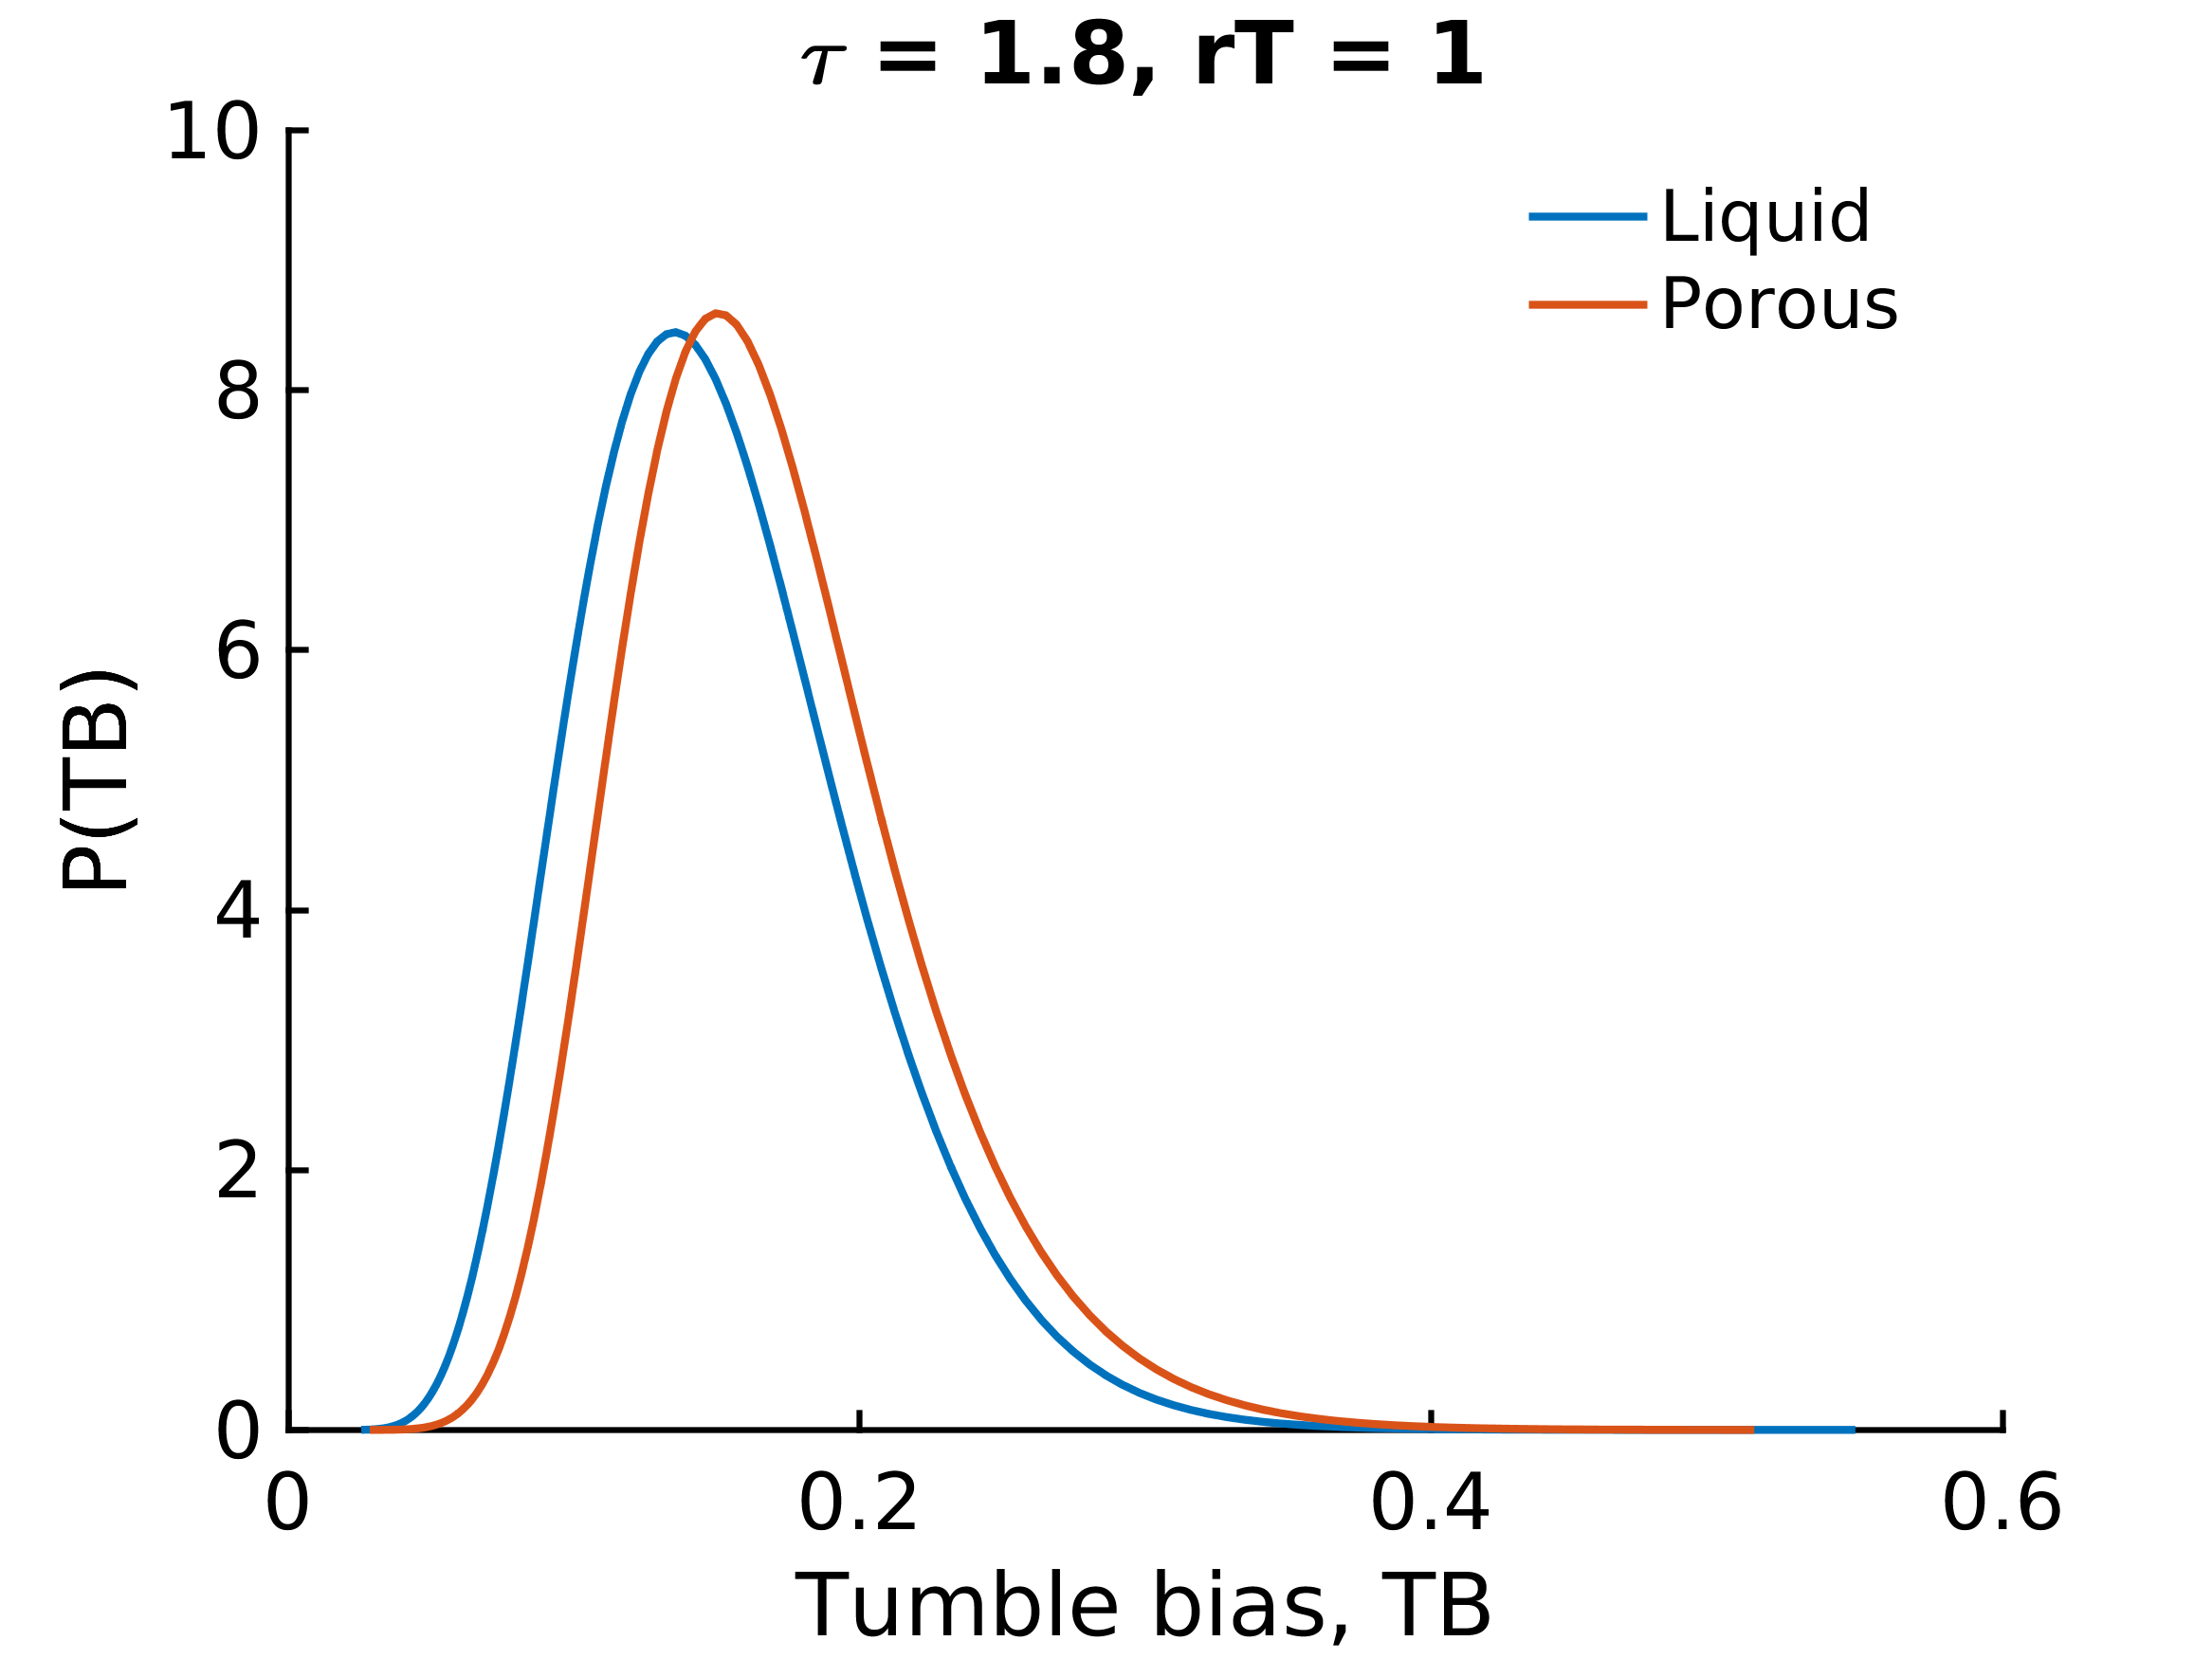 τ = 1.8, rT = 1
10
8
6
4
2
0
P(TB)
Liquid
Porous
0 0.2 0.4 0.6
Tumble bias, TB